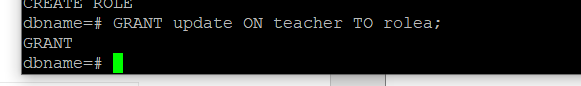 CREATE ROLE
dbname=# GRANT update ON teacher TO rolea;
GRANT
dbname=#